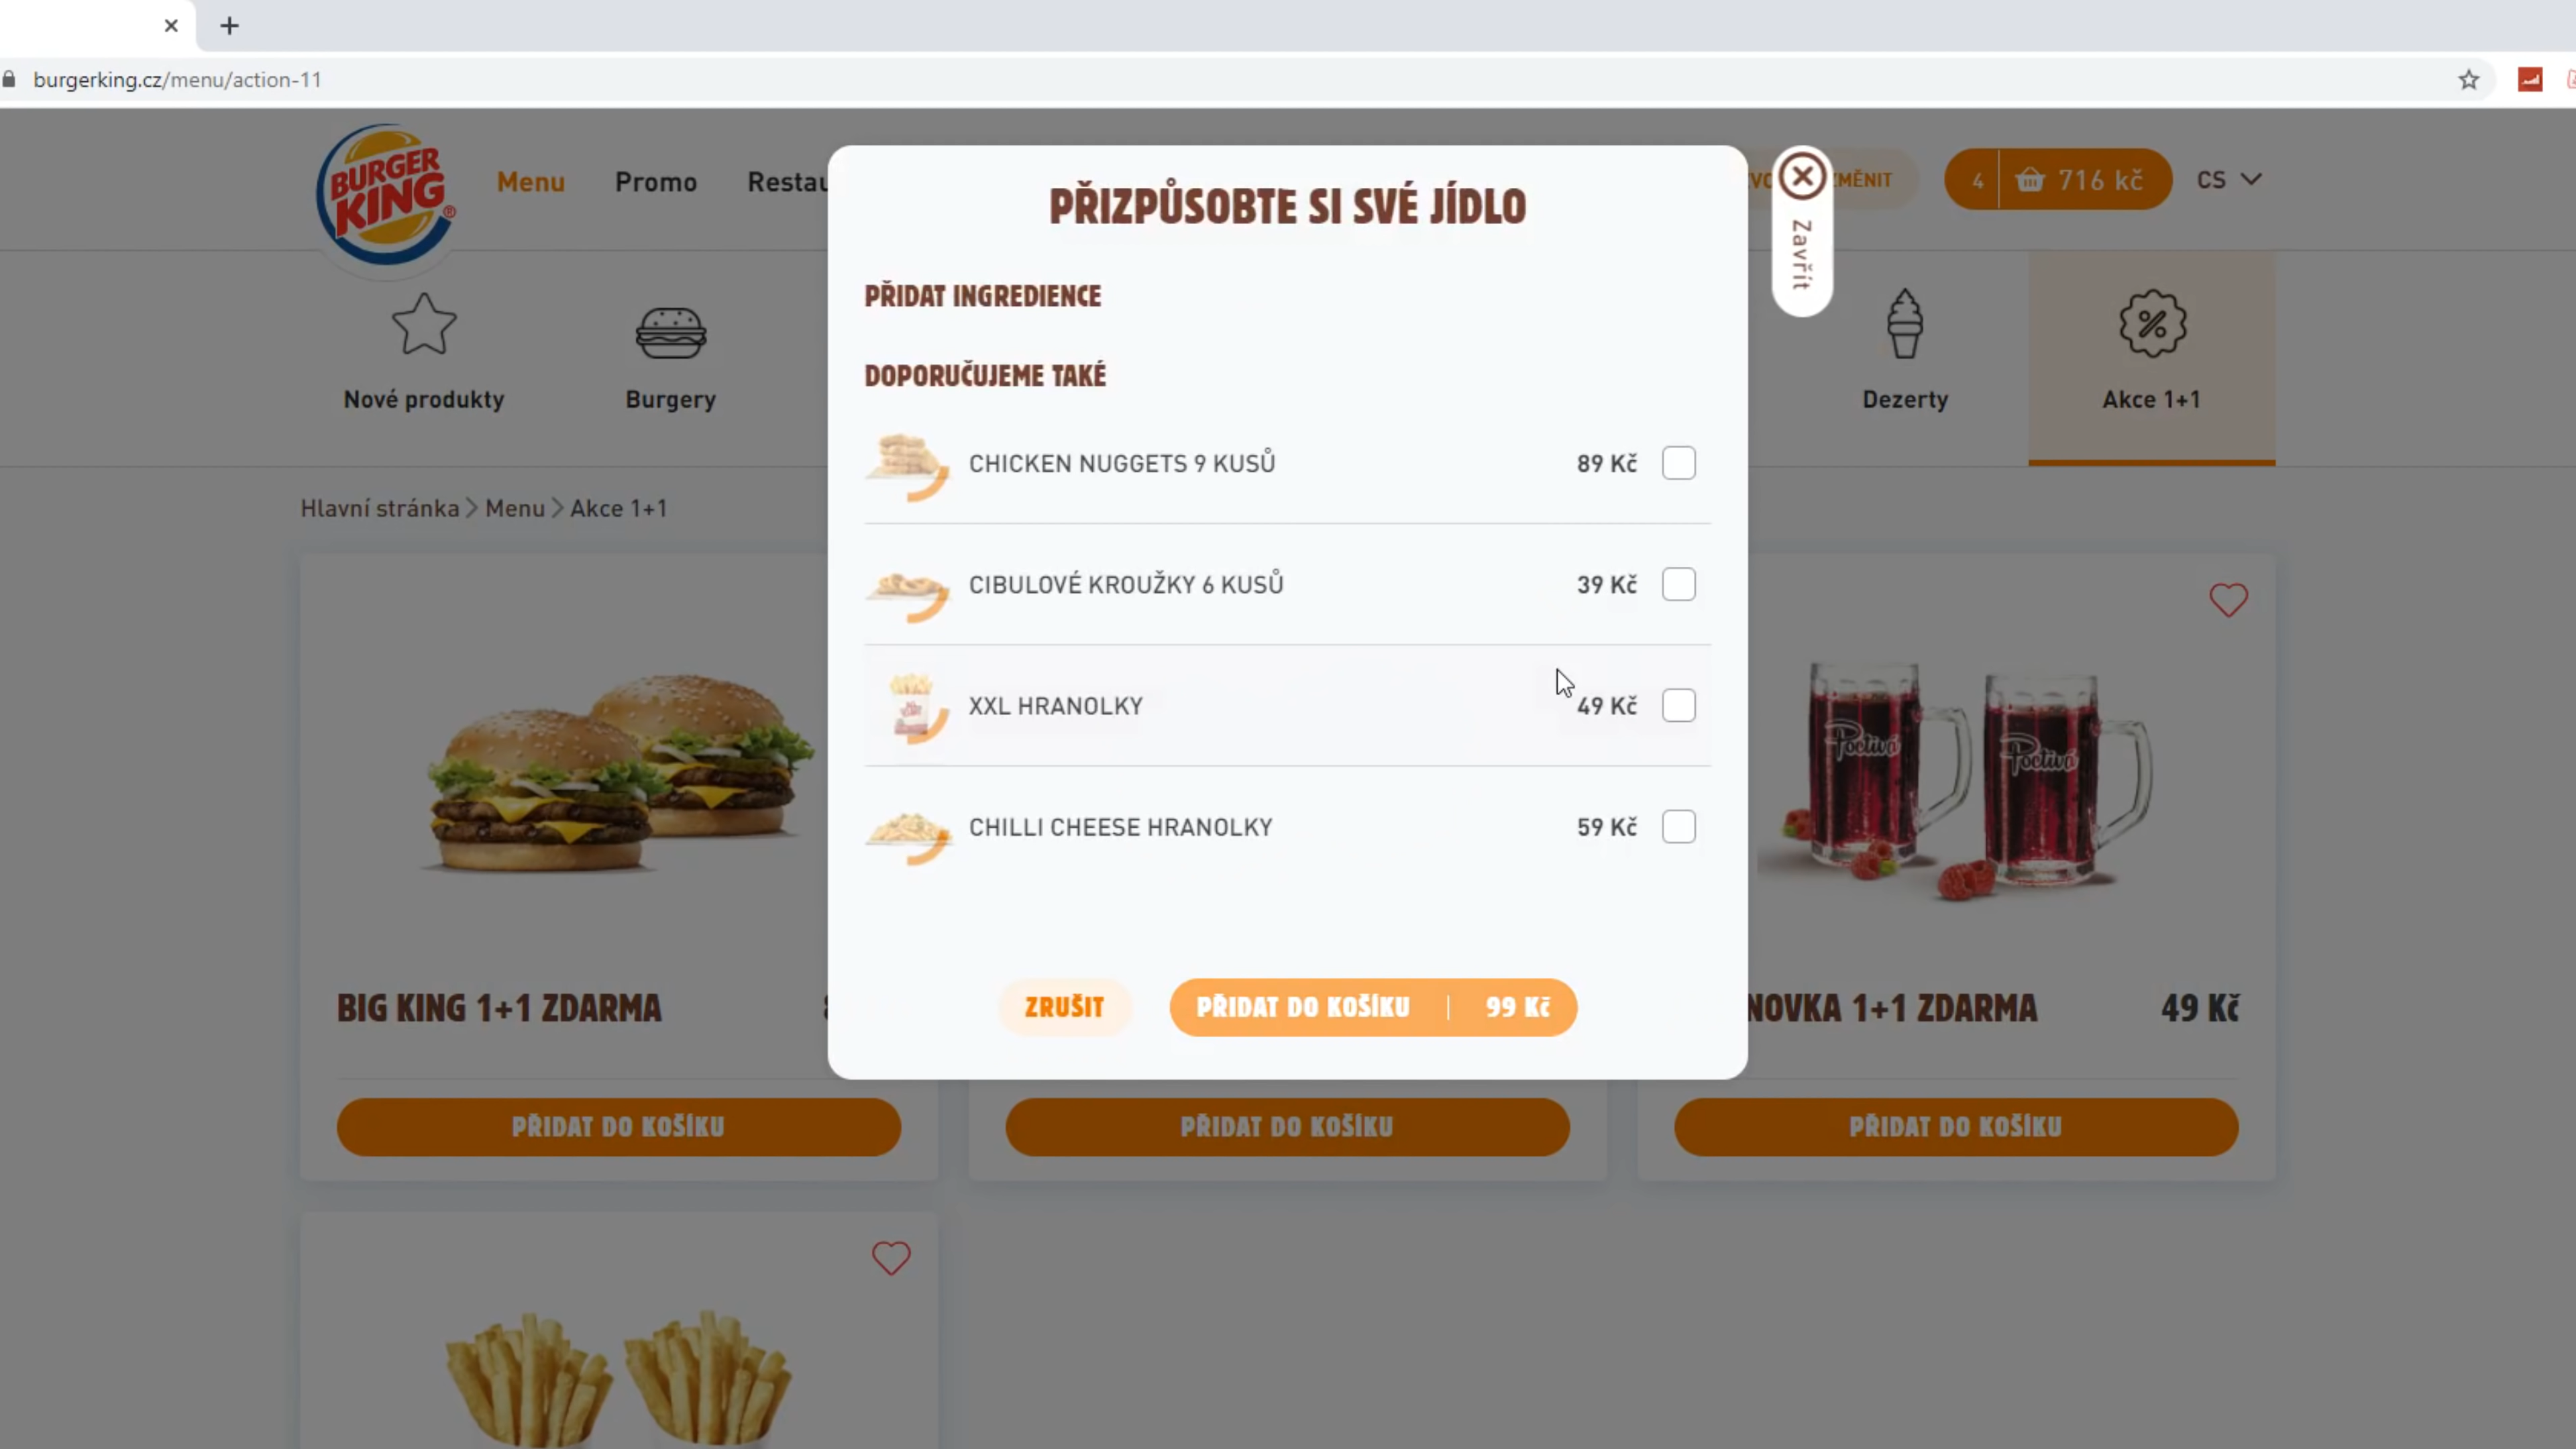 burgerking.cz/menu/action-11
BURGER KING®
Menu
Promo
ZMĚNIT
4
716 kč
CS
PŘIZPŮSOBTE SI SVÉ JÍDLO
Zavřít
PŘIDAT INGREDIENCE
DOPORUČUJEME TAKÉ
Nové produkty
Burgery
Dezerty
Akce 1+1
CHICKEN NUGGETS 9 KUSŮ 89 Kč
Hlavní stránka > Menu > Akce 1+1
CIBULOVÉ KROUŽKY 6 KUSŮ 39 Kč
XXL HRANOLKY 49 Kč
CHILLI CHEESE HRANOLKY 59 Kč
Poctivá
Poctivá
ZRUŠIT
PŘIDAT DO KOŠÍKU | 99 Kč
BIG KING 1+1 ZDARMA
1+1 ZDARMA 49 Kč
PŘIDAT DO KOŠÍKU
PŘIDAT DO KOŠÍKU
PŘIDAT DO KOŠÍKU